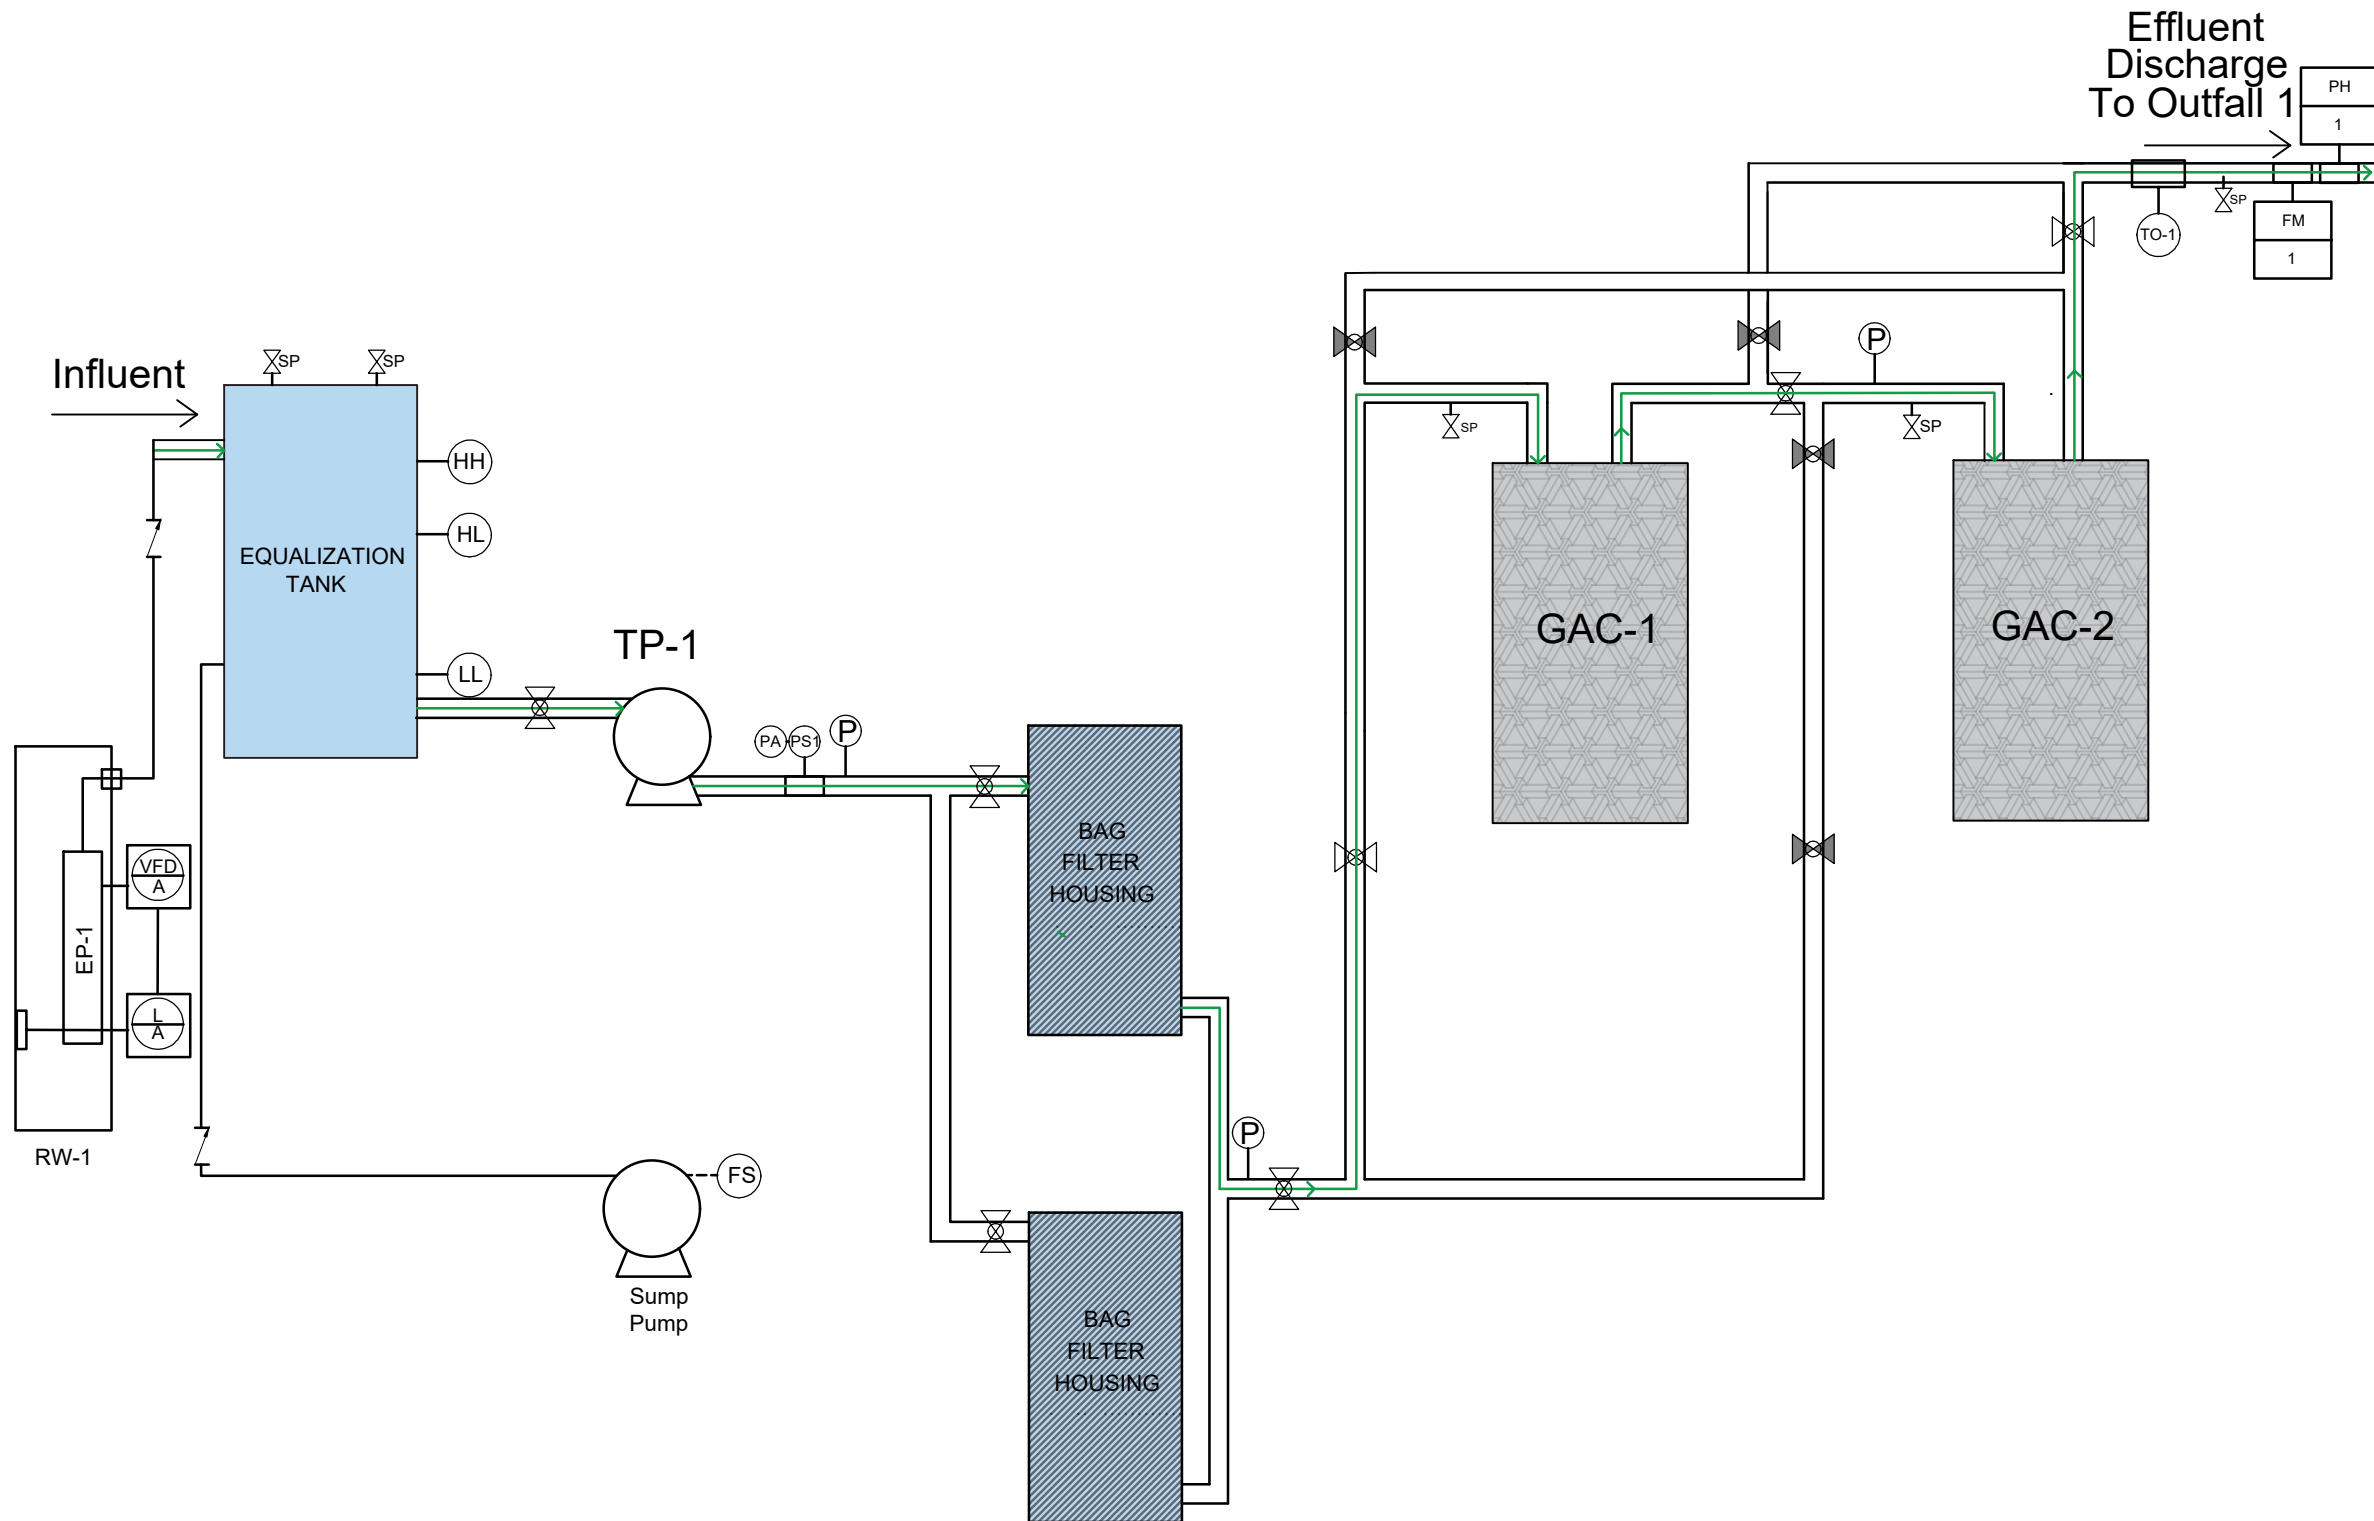 Effluent
Discharge
To Outfall 1
PH
1
SP
TO-1
FM
1
P
Influent
SP
SP
SP
SP
HH
HL
LL
EQUALIZATION
TANK
GAC-1
GAC-2
TP-1
PA
PS1
P
BAG
FILTER
HOUSING
VFD
A
EP-1
L
A
RW-1
P
FS
Sump
Pump
BAG
FILTER
HOUSING